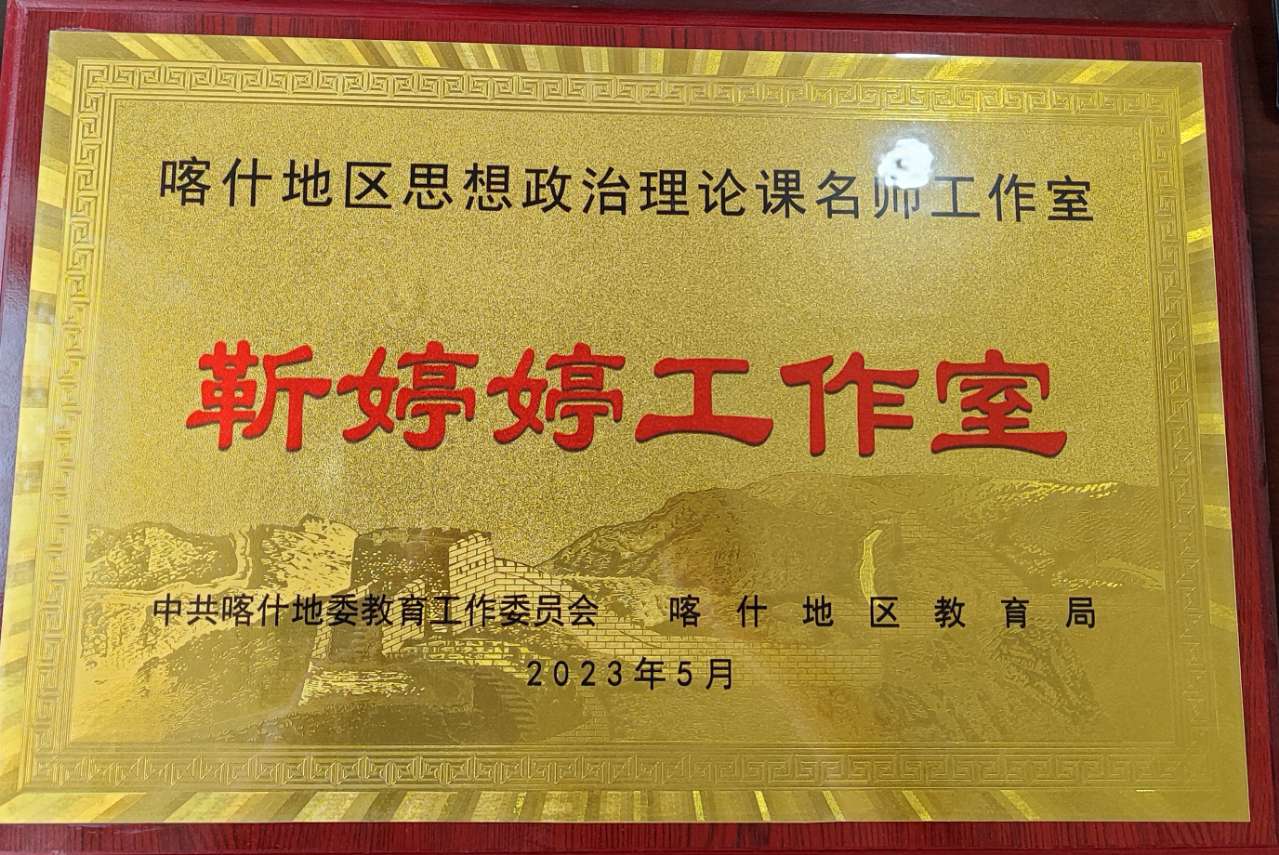 喀什地区思想政治理论课名师工作室
靳婷婷工作室
中共喀什地委教育工作委员会 喀什地区教育局
2023年5月